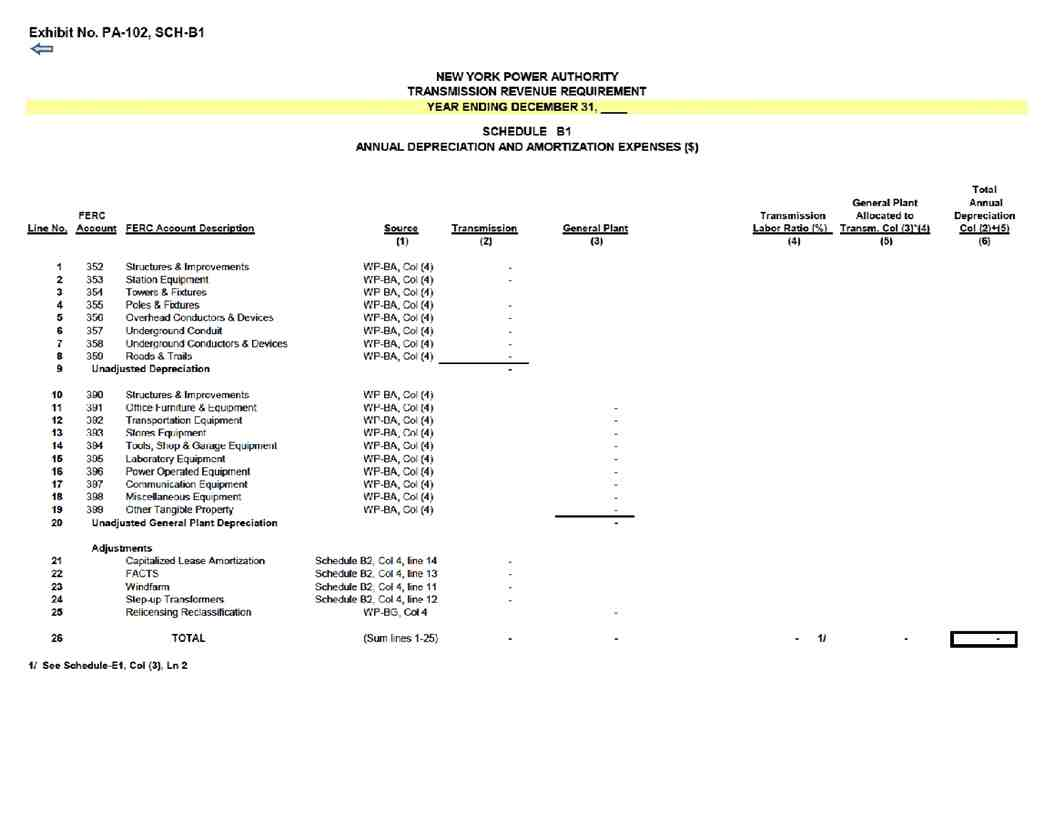 Exhibit No. PA-102, SCH-B1
NEW YORK POWER AUTHORITY
TRANSMISSION REVENUE REQUIREMENT
YEAR ENDING DECEMBER 31, ____
SCHEDULE B1
ANNUAL DEPRECIATION AND AMORTIZATION EXPENSES ($)
Total
General Plant Annual
FERC Transmission Allocated to Depreciation
Line No. Account FERC Account Description Source Transmission General Plant Labor Ratio (%) Transm. Col (3)*(4) Col (2)+(5)
(1) (2) (3) (4) (5) (6)
1 352 Structures & Improvements WP-BA, Col (4) -
2 353 Station Equipment WP-BA, Col (4) -
3 354 Towers & Fixtures WP-BA, Col (4)
4 355 Poles & Fixtures WP-BA, Col (4) -
5 356 Overhead Conductors & Devices WP-BA, Col (4) -
6 357 Underground Conduit WP-BA, Col (4) -
7 358 Underground Conductors & Devices WP-BA, Col (4) -
8 359 Roads & Trails WP-BA, Col (4) -
9 Unadjusted Depreciation -
10 390 Structures & Improvements WP-BA, Col (4)
11 391 Office Furniture & Equipment WP-BA, Col (4) -
12 392 Transportation Equipment WP-BA, Col (4) -
13 393 Stores Equipment WP-BA, Col (4) -
14 394 Tools, Shop & Garage Equipment WP-BA, Col (4) -
15 395 Laboratory Equipment WP-BA, Col (4) -
16 396 Power Operated Equipment WP-BA, Col (4) -
17 397 Communication Equipment WP-BA, Col (4) -
18 398 Miscellaneous Equipment WP-BA, Col (4) -
19 399 Other Tangible Property WP-BA, Col (4) -
20 Unadjusted General Plant Depreciation -
Adjustments
21 Capitalized Lease Amortization Schedule B2, Col 4, line 14 -
22 FACTS Schedule B2, Col 4, line 13 -
23 Windfarm Schedule B2, Col 4, line 11 -
24 Step-up Transformers Schedule B2, Col 4, line 12 -
25 Relicensing Reclassification WP-BG, Col 4 -
26 TOTAL (Sum lines 1-25) - - - 1/ - -
1/ See Schedule-E1, Col (3), Ln 2